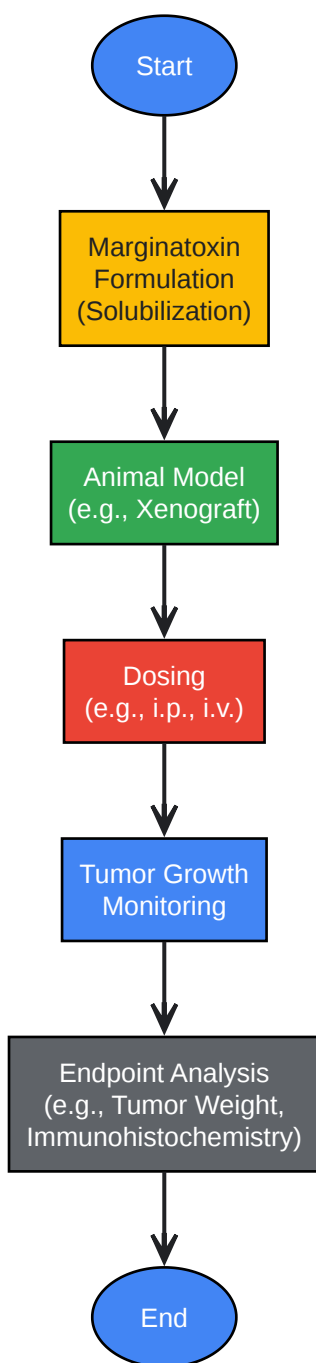 Start
Marginatoxin
Formulation
(Solubilization)
Animal Model
(e.g., Xenograft)
Dosing
(e.g., i.p., i.v.)
Tumor Growth
Monitoring
Endpoint Analysis
(e.g., Tumor Weight,
Immunohistochemistry)
End